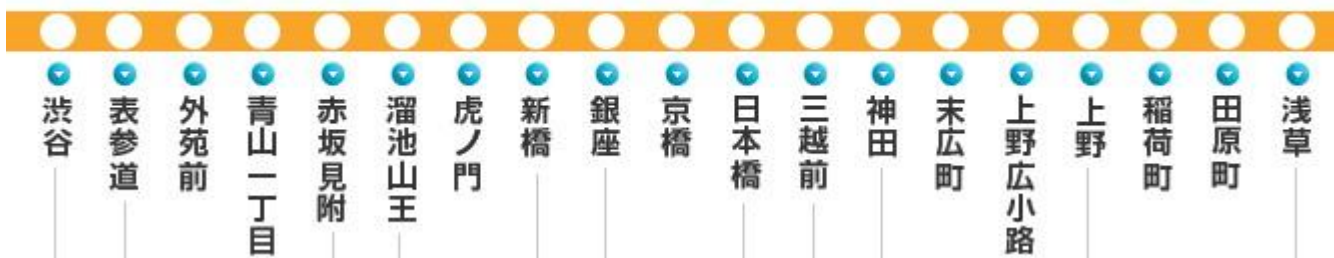 渋谷
表参道
外苑前
青山一丁目
赤坂見附
溜池山王
虎ノ門
新橋
銀座
京橋
日本橋
三越前
神田
末広町
上野広小路
上野
稲荷町
田原町
浅草